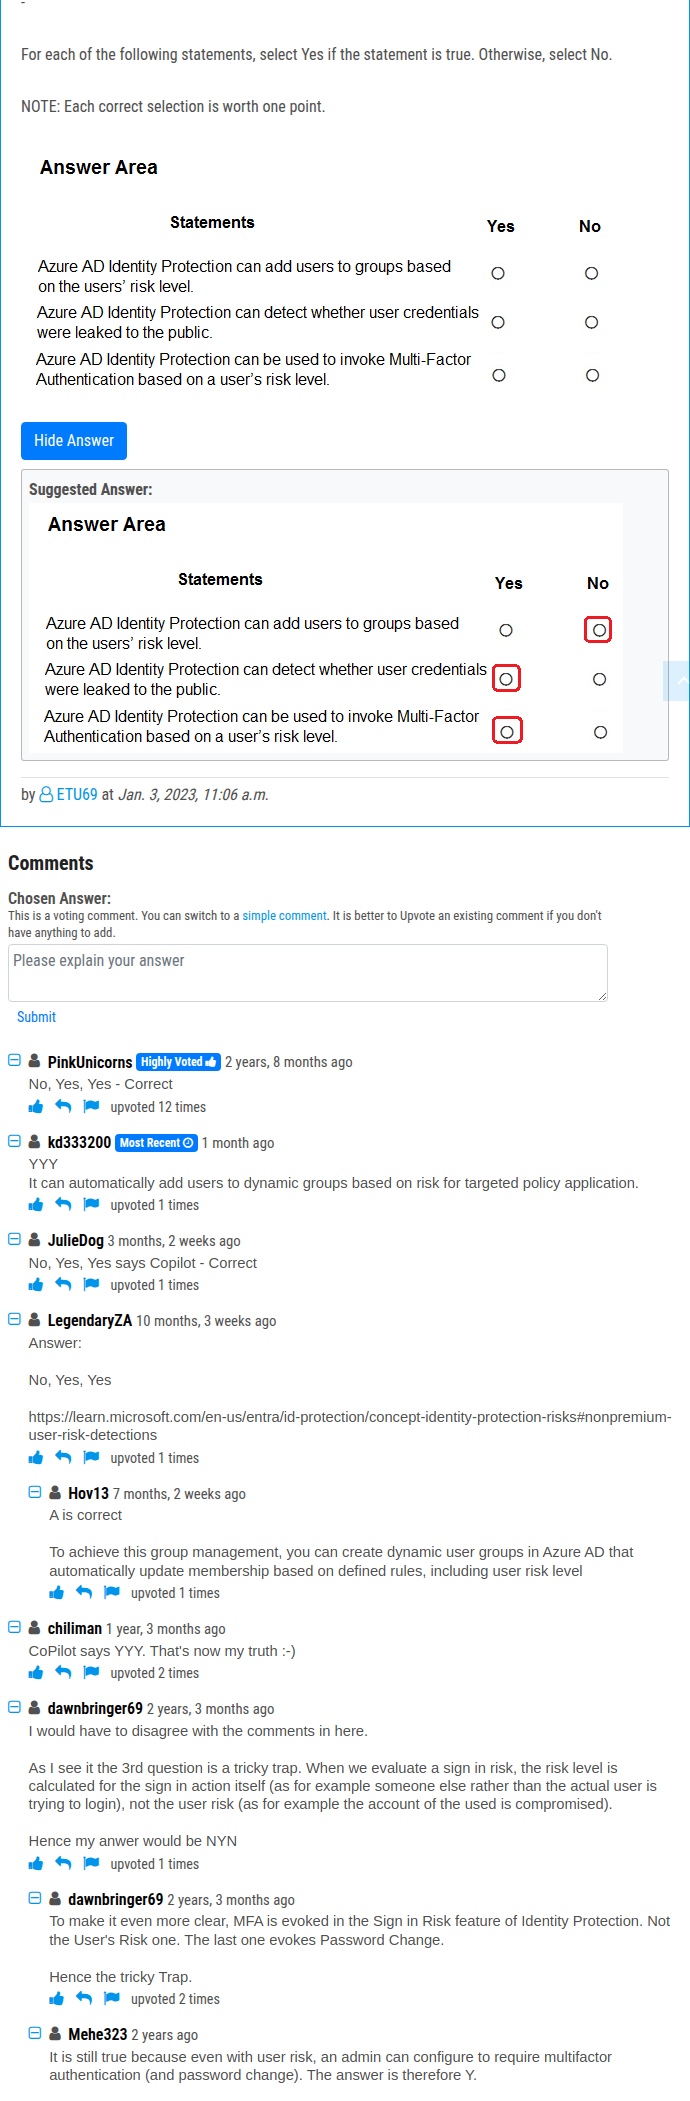 -
For each of the following statements, select Yes if the statement is true. Otherwise, select No.
NOTE: Each correct selection is worth one point.
Answer Area
Statements Yes No
Azure AD Identity Protection can add users to groups based
on the users' risk level.
Azure AD Identity Protection can detect whether user credentials
were leaked to the public.
Azure AD Identity Protection can be used to invoke Multi-Factor
Authentication based on a user's risk level.
Hide Answer
Suggested Answer:
Answer Area
Statements Yes No
Azure AD Identity Protection can add users to groups based
on the users' risk level.
Azure AD Identity Protection can detect whether user credentials
were leaked to the public.
Azure AD Identity Protection can be used to invoke Multi-Factor
Authentication based on a user's risk level.
by ETU69 at Jan. 3, 2023, 11:06 a.m.
Comments
Chosen Answer:
This is a voting comment. You can switch to a simple comment. It is better to Upvote an existing comment if you don't
have anything to add.
Please explain your answer
Submit
PinkUnicorns Highly Voted 2 years, 8 months ago
No, Yes, Yes - Correct
upvoted 12 times
kd333200 Most Recent 1 month ago
YYY
It can automatically add users to dynamic groups based on risk for targeted policy application.
upvoted 1 times
JulieDog 3 months, 2 weeks ago
No, Yes, Yes says Copilot - Correct
upvoted 1 times
LegendaryZA 10 months, 3 weeks ago
Answer:
No, Yes, Yes
https://learn.microsoft.com/en-us/entra/id-protection/concept-identity-protection-risks#nonpremium-
user-risk-detections
upvoted 1 times
Hov13 7 months, 2 weeks ago
A is correct
To achieve this group management, you can create dynamic user groups in Azure AD that
automatically update membership based on defined rules, including user risk level
upvoted 1 times
chiliman 1 year, 3 months ago
CoPilot says YYY. That's now my truth :-)
upvoted 2 times
dawnbringer69 2 years, 3 months ago
I would have to disagree with the comments in here.
As I see it the 3rd question is a tricky trap. When we evaluate a sign in risk, the risk level is
calculated for the sign in action itself (as for example someone else rather than the actual user is
trying to login), not the user risk (as for example the account of the used is compromised).
Hence my anwer would be NYN
upvoted 1 times
dawnbringer69 2 years, 3 months ago
To make it even more clear, MFA is evoked in the Sign in Risk feature of Identity Protection. Not
the User's Risk one. The last one evokes Password Change.
Hence the tricky Trap.
upvoted 2 times
Mehe323 2 years ago
It is still true because even with user risk, an admin can configure to require multifactor
authentication (and password change). The answer is therefore Y.